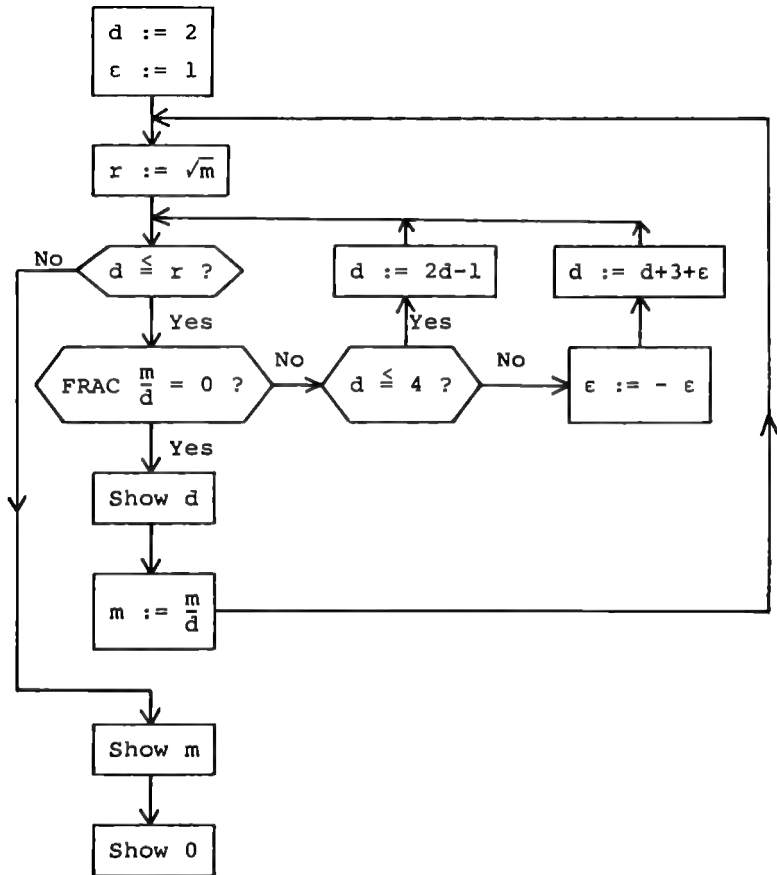 d := 2
ε := 1
r := √m
No
d ≦ r ?
d := 2d-1
d := d+3+ε
Yes
Yes
FRAC m/d = 0 ?
No
d ≦ 4 ?
No
ε := - ε
Yes
Show d
m := m/d
Show m
Show 0